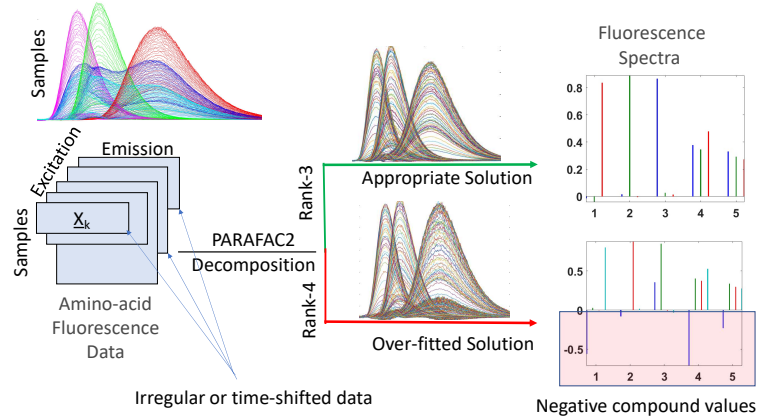 Samples
Excitation
Emission
Samples
X_k
Amino-acid
Fluorescence
Data
Irregular or time-shifted data
PARAFAC2
Decomposition
Rank-3
Appropriate Solution
Rank-4
Over-fitted Solution
Fluorescence
Spectra
0.8
0.6
0.4
0.2
0
1 2 3 4 5
0.5
0
-0.5
1 2 3 4 5
Negative compound values